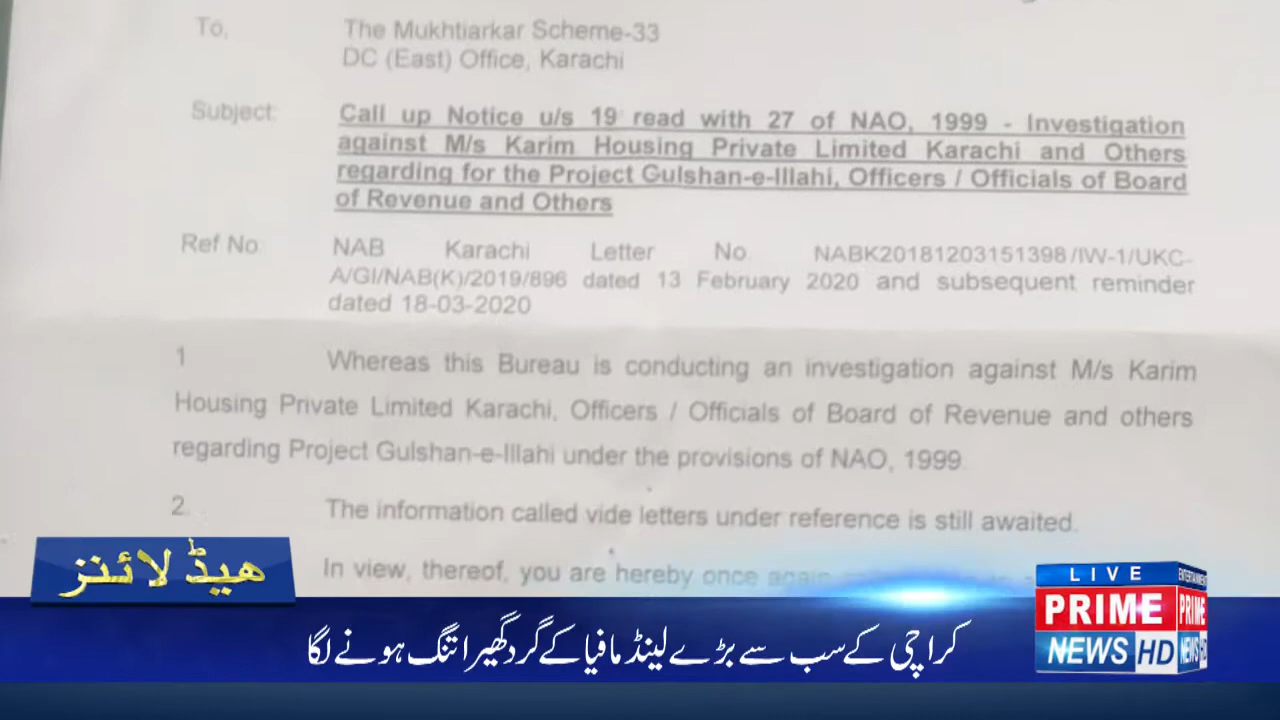 To,
The Mukhtiarkar Scheme-33
DC (East) Office, Karachi
Subject:
Call up Notice u/s 19 read with 27 of NAO, 1999 - Investigation
against M/s Karim Housing Private Limited Karachi and Others
regarding for the Project Gulshan-e-Illahi, Officers / Officials of Board
of Revenue and Others
Ref No.
NAB Karachi Letter No. NABK20181203151398/IW-1/UKC-
A/GI/NAB(K)/2019/896 dated 13 February 2020 and subsequent reminder
dated 18-03-2020
1 Whereas this Bureau is conducting an investigation against M/s Karim
Housing Private Limited Karachi, Officers / Officials of Board of Revenue and others
regarding Project Gulshan-e-Illahi under the provisions of NAO, 1999
2. The information called vide letters under reference is still awaited.
In view, thereof, you are hereby once again
ھیڈ لائنز
کراچی کے سب سے بڑے لینڈ مافیا کے گرد گھیرا تنگ ہونے لگا
LIVE
PRIME
NEWS HD
ENTERTAINMENT
PRIME
NEWS HD